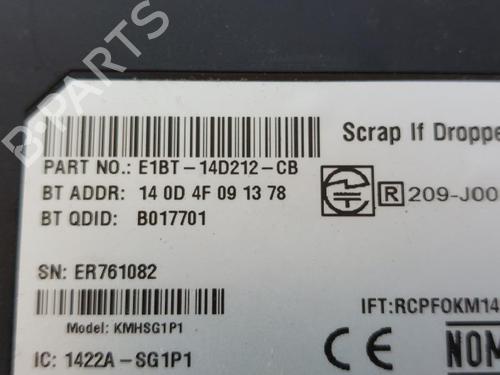 B-PARTS
Scrap If Droppe
PART NO.: E1BT-14D212-CB
BT ADDR: 14 0D 4F 09 13 78
R 209-J00
BT QDID: B017701
SN: ER761082
IFT:RCPFOKM14
Model: KMHSG1P1
CE NOM
IC: 1422A-SG1P1